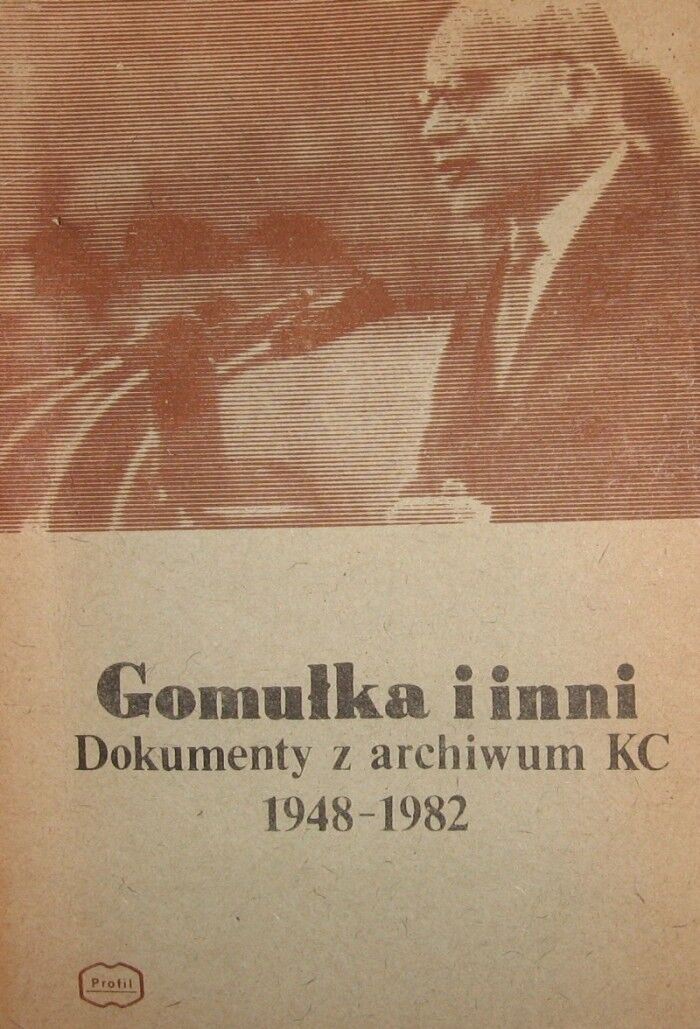 Gomułka i inni
Dokumenty z archiwum KC
1948-1982
Profil